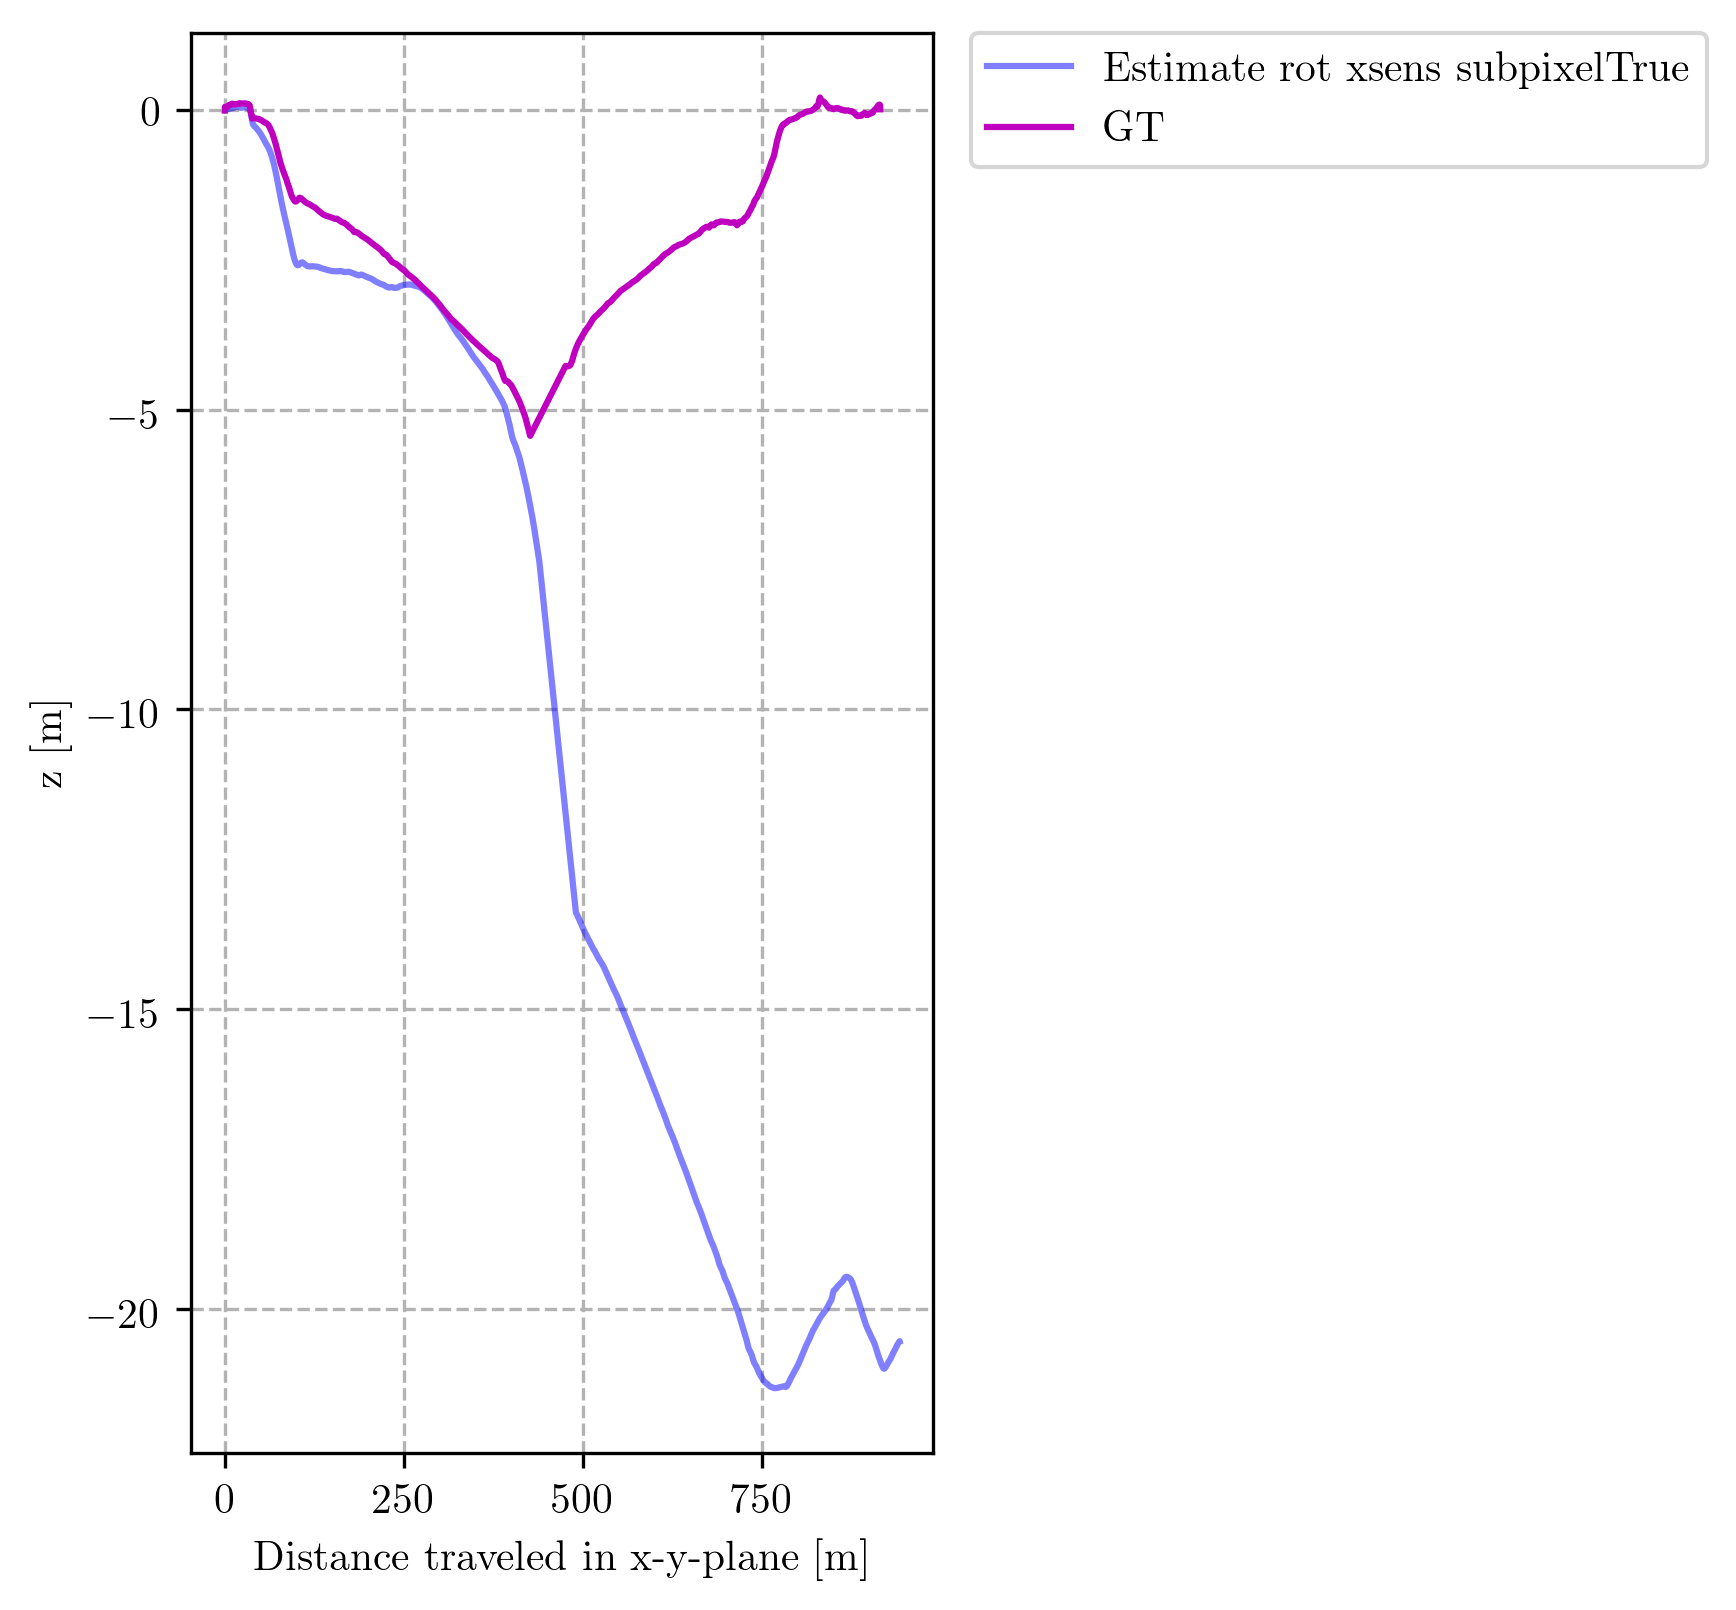 Estimate rot xsens subpixelTrue
GT
0
−5
−10
−15
−20
z [m]
0 250 500 750
Distance traveled in x-y-plane [m]